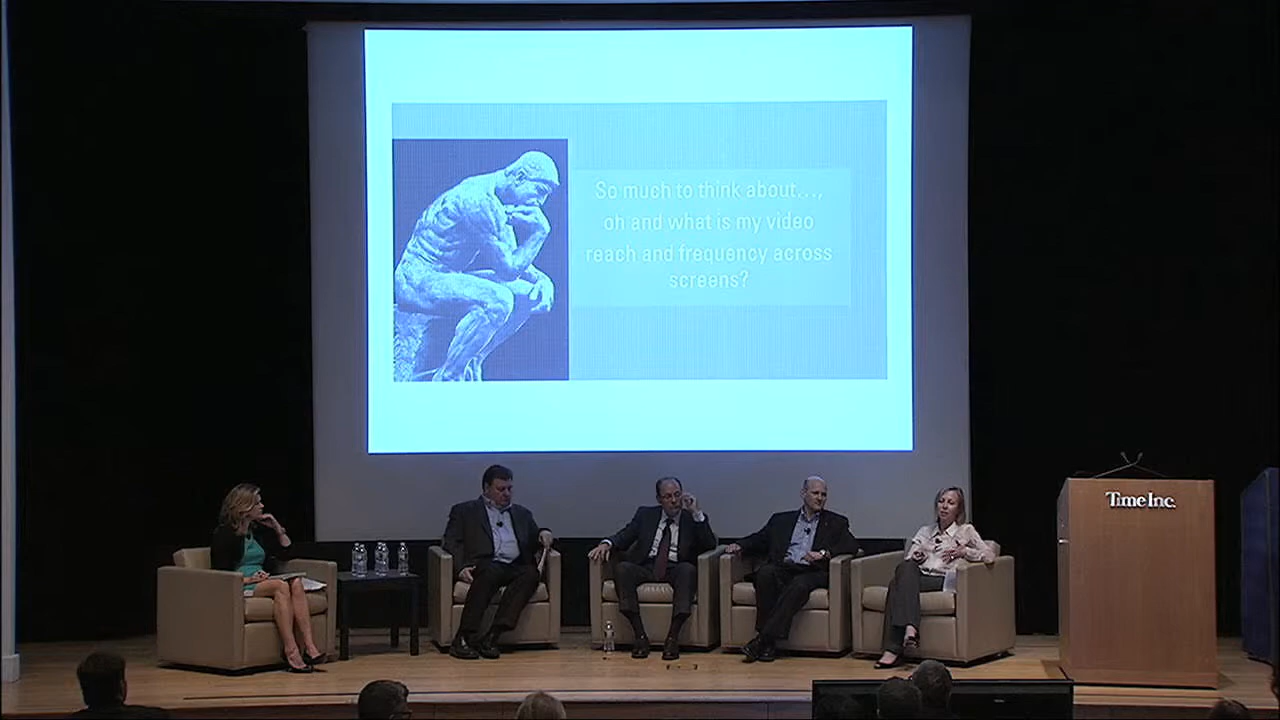 So much to think about...,
oh and what is my video
reach and frequency across
screens?
Time Inc.